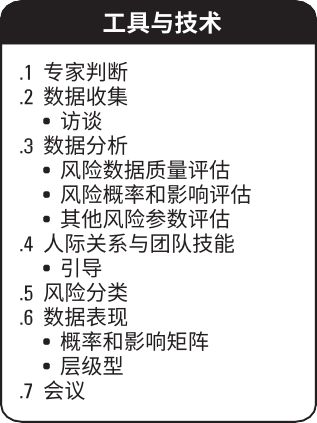 工具与技术
.1 专家判断
.2 数据收集
• 访谈
.3 数据分析
• 风险数据质量评估
• 风险概率和影响评估
• 其他风险参数评估
.4 人际关系与团队技能
• 引导
.5 风险分类
.6 数据表现
• 概率和影响矩阵
• 层级型
.7 会议